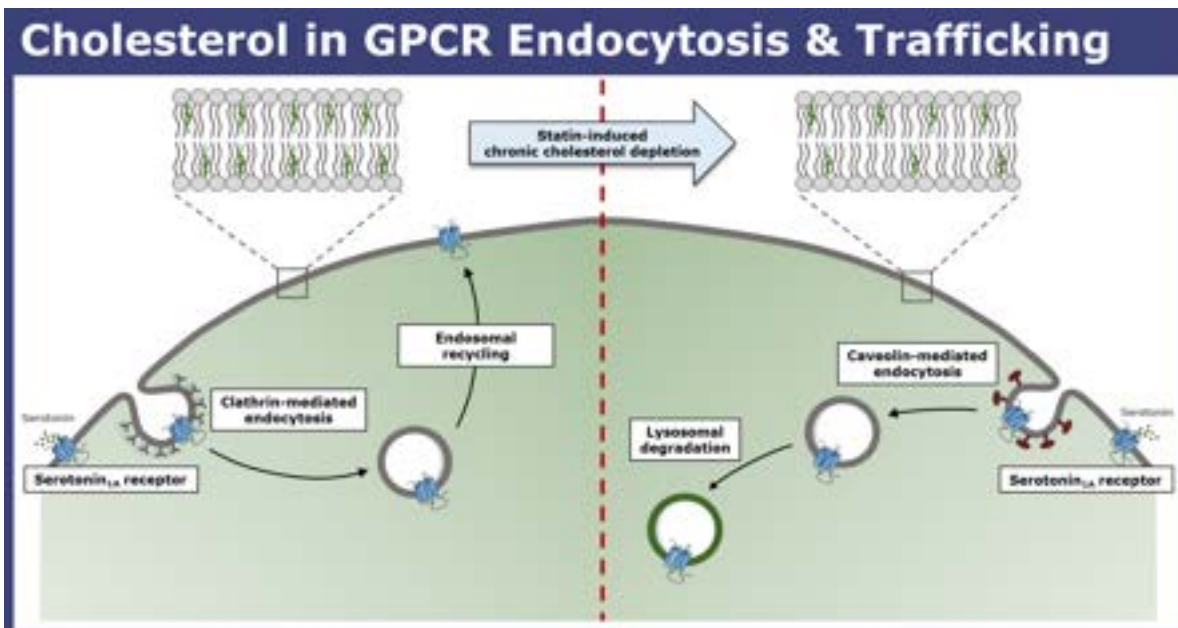 Cholesterol in GPCR Endocytosis & Trafficking
Statin-induced
chronic cholesterol depletion
Endosomal
recycling
Clathrin-mediated
endocytosis
Serotonin
Serotonin1A receptor
Caveolin-mediated
endocytosis
Lysosomal
degradation
Serotonin
Serotonin1A receptor